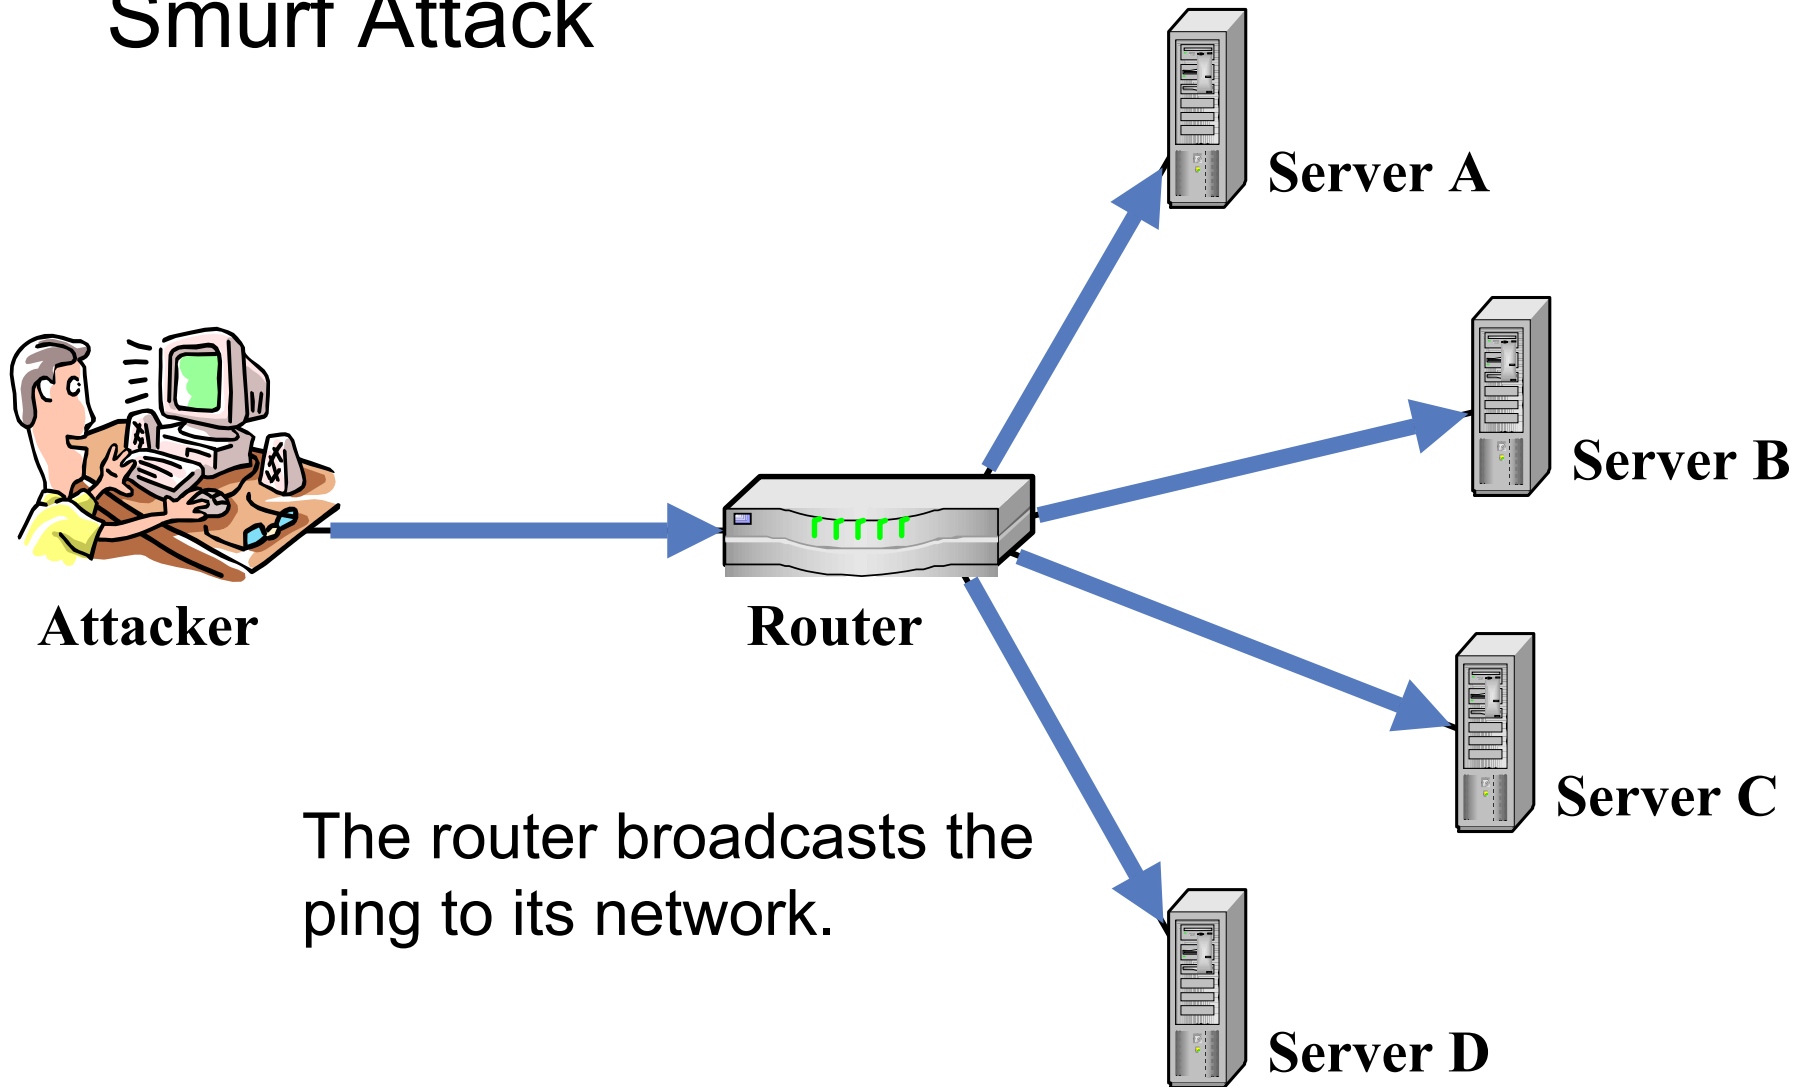 Smurf Attack
Server A
Server B
Attacker
Router
Server C
The router broadcasts the
ping to its network.
Server D